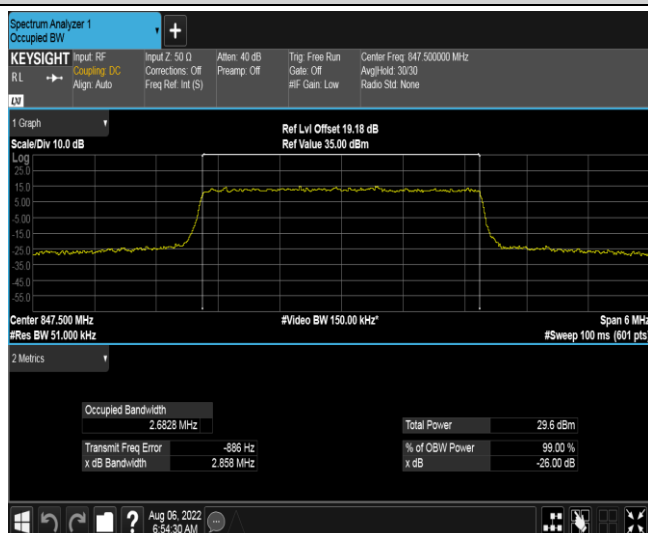 Spectrum Analyzer 1
Occupied BW
+
KEYSIGHT
RL
LXI
Input: RF
Coupling: DC
Align: Auto
Input Z: 50 Ω
Corrections: Off
Freq Ref: Int (S)
Atten: 40 dB
Preamp: Off
Trig: Free Run
Gate: Off
#IF Gain: Low
Center Freq: 847.500000 MHz
Avg|Hold: 30/30
Radio Std: None
1 Graph
Scale/Div 10.0 dB
Ref Lvl Offset 19.18 dB
Ref Value 35.00 dBm
Log
25.0
15.0
5.00
-5.00
-15.0
-25.0
-35.0
-45.0
-55.0
Center 847.500 MHz
#Res BW 51.000 kHz
#Video BW 150.00 kHz*
Span 6 MHz
#Sweep 100 ms (601 pts)
2 Metrics
Occupied Bandwidth
2.6828 MHz
Transmit Freq Error -886 Hz
x dB Bandwidth 2.858 MHz
Total Power 29.6 dBm
% of OBW Power 99.00 %
x dB -26.00 dB
?
Aug 06, 2022
6:54:30 AM